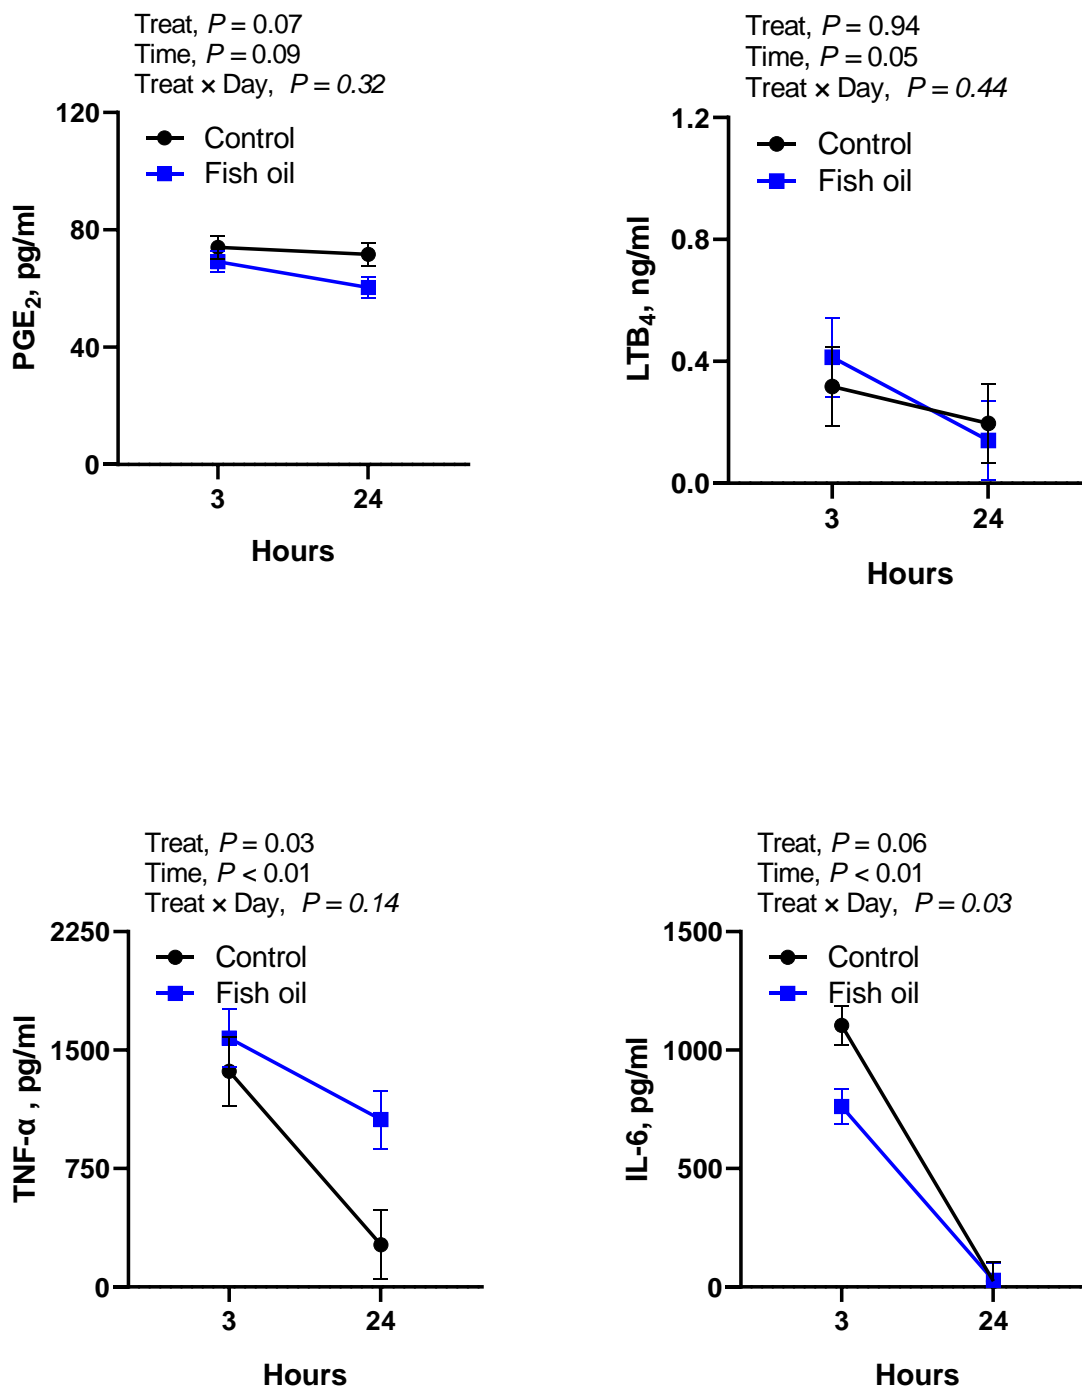 Treat, P = 0.07
Time, P = 0.09
Treat × Day, P = 0.32
120
80
40
0
Control
Fish oil
PGE2, pg/ml
3 24
Hours
Treat, P = 0.94
Time, P = 0.05
Treat × Day, P = 0.44
1.2
0.8
0.4
0.0
Control
Fish oil
LTB4, ng/ml
3 24
Hours
Treat, P = 0.03
Time, P < 0.01
Treat × Day, P = 0.14
2250
1500
750
0
Control
Fish oil
TNF-α , pg/ml
3 24
Hours
Treat, P = 0.06
Time, P < 0.01
Treat × Day, P = 0.03
1500
1000
500
0
Control
Fish oil
IL-6, pg/ml
3 24
Hours